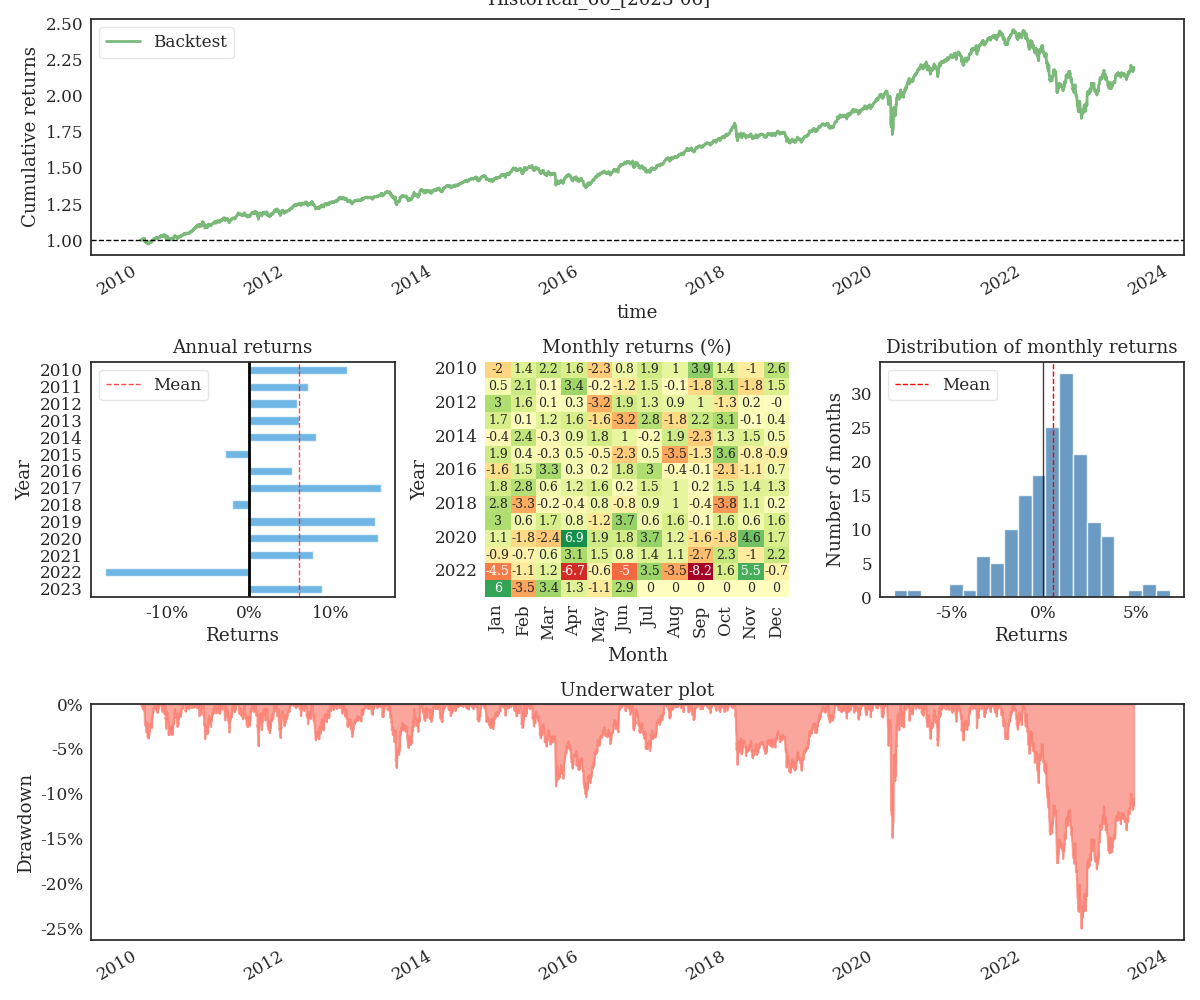 Historical_60_[2023-06]
Backtest
Cumulative returns
2.50
2.25
2.00
1.75
1.50
1.25
1.00
2010 2012 2014 2016 2018 2020 2022 2024
time
Annual returns
Mean
Year
2010
2011
2012
2013
2014
2015
2016
2017
2018
2019
2020
2021
2022
2023
-10% 0% 10%
Returns
Monthly returns (%)
Year
2010 -2 1.4 2.2 1.6 -2.3 0.8 1.9 1 3.9 1.4 -1 2.6
0.5 2.1 0.1 3.4 -0.2 -1.2 1.5 -0.1 -1.8 3.1 -1.8 1.5
2012 3 1.6 0.1 0.3 -3.2 1.9 1.3 0.9 1 -1.3 0.2 -0
1.7 0.1 1.2 1.6 -1.6 -3.2 2.8 -1.8 2.2 3.1 -0.1 0.4
2014 -0.4 2.4 -0.3 0.9 1.8 1 -0.2 1.9 -2.3 1.3 1.5 0.5
1.9 0.4 -0.3 0.5 -0.5 -2.3 0.5 -3.5 -1.3 3.6 -0.8 -0.9
2016 -1.6 1.5 3.3 0.3 0.2 1.8 3 -0.4 -0.1 -2.1 -1.1 0.7
1.8 2.8 0.6 1.2 1.6 0.2 1.5 1 0.2 1.5 1.4 1.3
2018 2.8 -3.3 -0.2 -0.4 0.8 -0.8 0.9 1 -0.4 -3.8 1.1 0.2
3 0.6 1.7 0.8 -1.2 3.7 0.6 1.6 -0.1 1.6 0.6 1.6
2020 1.1 -1.8 -2.4 6.9 1.9 1.8 3.7 1.2 -1.6 -1.8 4.6 1.7
-0.9 -0.7 0.6 3.1 1.5 0.8 1.4 1.1 -2.7 2.3 -1 2.2
2022 -4.5 -1.1 1.2 -6.7 -0.6 -5 3.5 -3.5 -8.2 1.6 5.5 -0.7
6 -3.5 3.4 1.3 -1.1 2.9 0 0 0 0 0 0
Jan Feb Mar Apr May Jun Jul Aug Sep Oct Nov Dec
Month
Distribution of monthly returns
Mean
Number of months
30
25
20
15
10
5
0
-5% 0% 5%
Returns
Underwater plot
Drawdown
0%
-5%
-10%
-15%
-20%
-25%
2010 2012 2014 2016 2018 2020 2022 2024